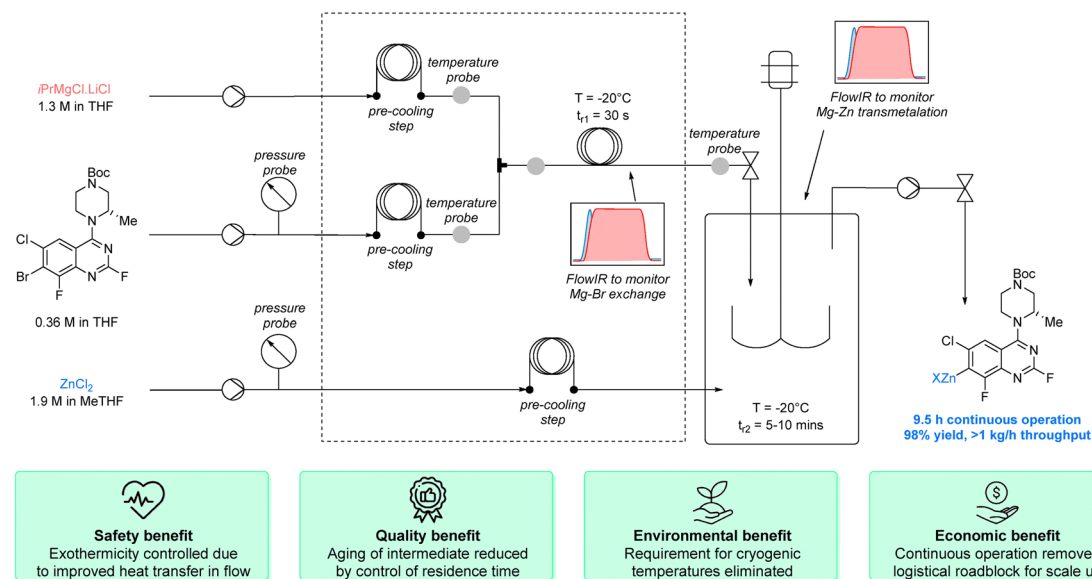 iPrMgCl.LiCl
1.3 M in THF
pre-cooling
step
temperature
probe
T = -20°C
tr1 = 30 s
temperature
probe
FlowIR to monitor
Mg-Zn transmetalation
Boc
N
Me
N
Cl
N
Br
N
F
F
0.36 M in THF
pressure
probe
temperature
probe
pre-cooling
step
FlowIR to monitor
Mg-Br exchange
ZnCl2
1.9 M in MeTHF
pressure
probe
pre-cooling
step
T = -20°C
tr2 = 5-10 mins
Boc
N
Me
N
Cl
N
XZn
N
F
F
9.5 h continuous operation
98% yield, >1 kg/h throughput
Safety benefit
Exothermicity controlled due
to improved heat transfer in flow
Quality benefit
Aging of intermediate reduced
by control of residence time
Environmental benefit
Requirement for cryogenic
temperatures eliminated
$
Economic benefit
Continuous operation remove
logistical roadblock for scale u